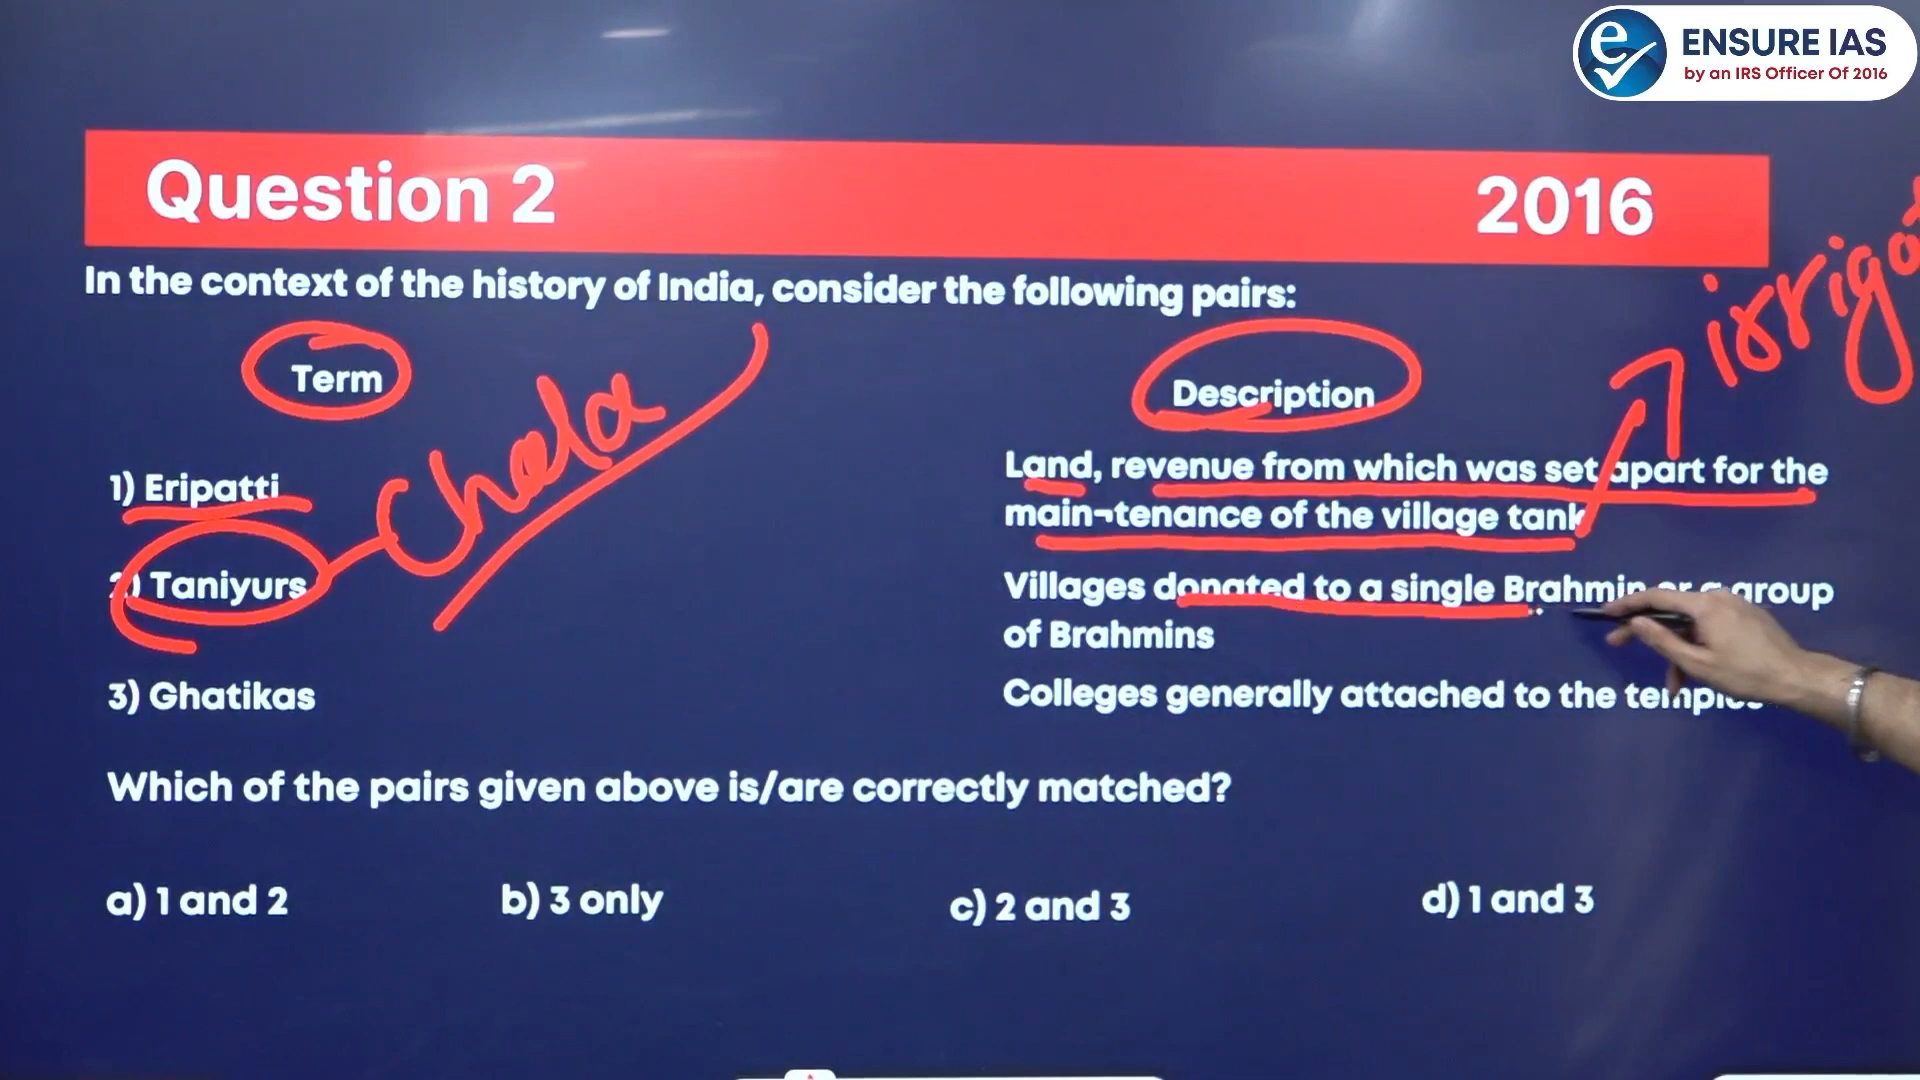 ENSURE IAS
by an IRS Officer Of 2016
Question 2
2016
In the context of the history of India, consider the following pairs:
Term
Description
1) Eripatti
Land, revenue from which was set apart for the
main¬tenance of the village tank
Chola
2) Taniyurs
Villages donated to a single Brahmin or a group
of Brahmins
3) Ghatikas
Colleges generally attached to the temples
Which of the pairs given above is/are correctly matched?
a) 1 and 2
b) 3 only
c) 2 and 3
d) 1 and 3